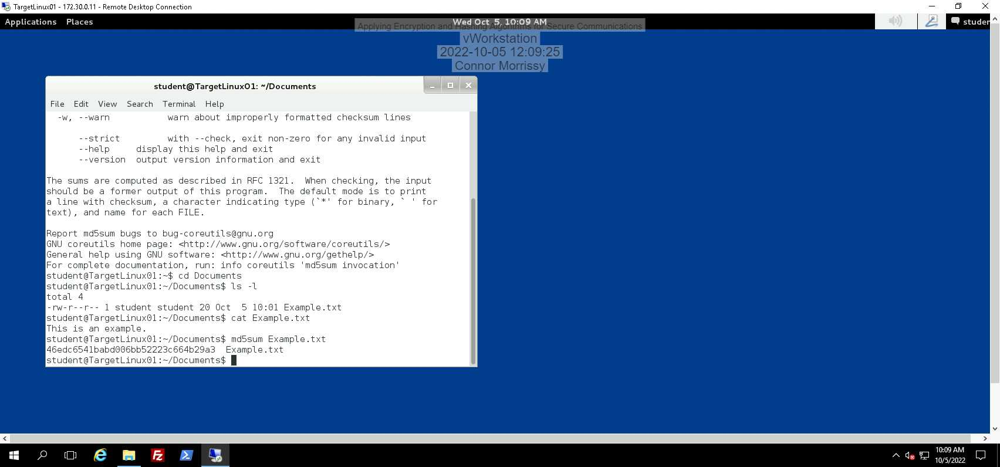 TargetLinux01 - 172.30.0.11 - Remote Desktop Connection
Applications Places
Wed Oct 5, 10:09 AM
studer
Applying Encryption and Hashing Algorithms for Secure Communications
vWorkstation
2022-10-05 12:09:25
Connor Morrissy
student@TargetLinux01: ~/Documents
File Edit View Search Terminal Help
-w, --warn warn about improperly formatted checksum lines
--strict with --check, exit non-zero for any invalid input
--help display this help and exit
--version output version information and exit
The sums are computed as described in RFC 1321. When checking, the input
should be a former output of this program. The default mode is to print
a line with checksum, a character indicating type (`*' for binary, ` ' for
text), and name for each FILE.
Report md5sum bugs to bug-coreutils@gnu.org
GNU coreutils home page: <http://www.gnu.org/software/coreutils/>
General help using GNU software: <http://www.gnu.org/gethelp/>
For complete documentation, run: info coreutils 'md5sum invocation'
student@TargetLinux01:~$ cd Documents
student@TargetLinux01:~/Documents$ ls -l
total 4
-rw-r--r-- 1 student student 20 Oct 5 10:01 Example.txt
student@TargetLinux01:~/Documents$ cat Example.txt
This is an example.
student@TargetLinux01:~/Documents$ md5sum Example.txt
46edc6541babd006bb52223c664b29a3 Example.txt
student@TargetLinux01:~/Documents$
10:09 AM
10/5/2022